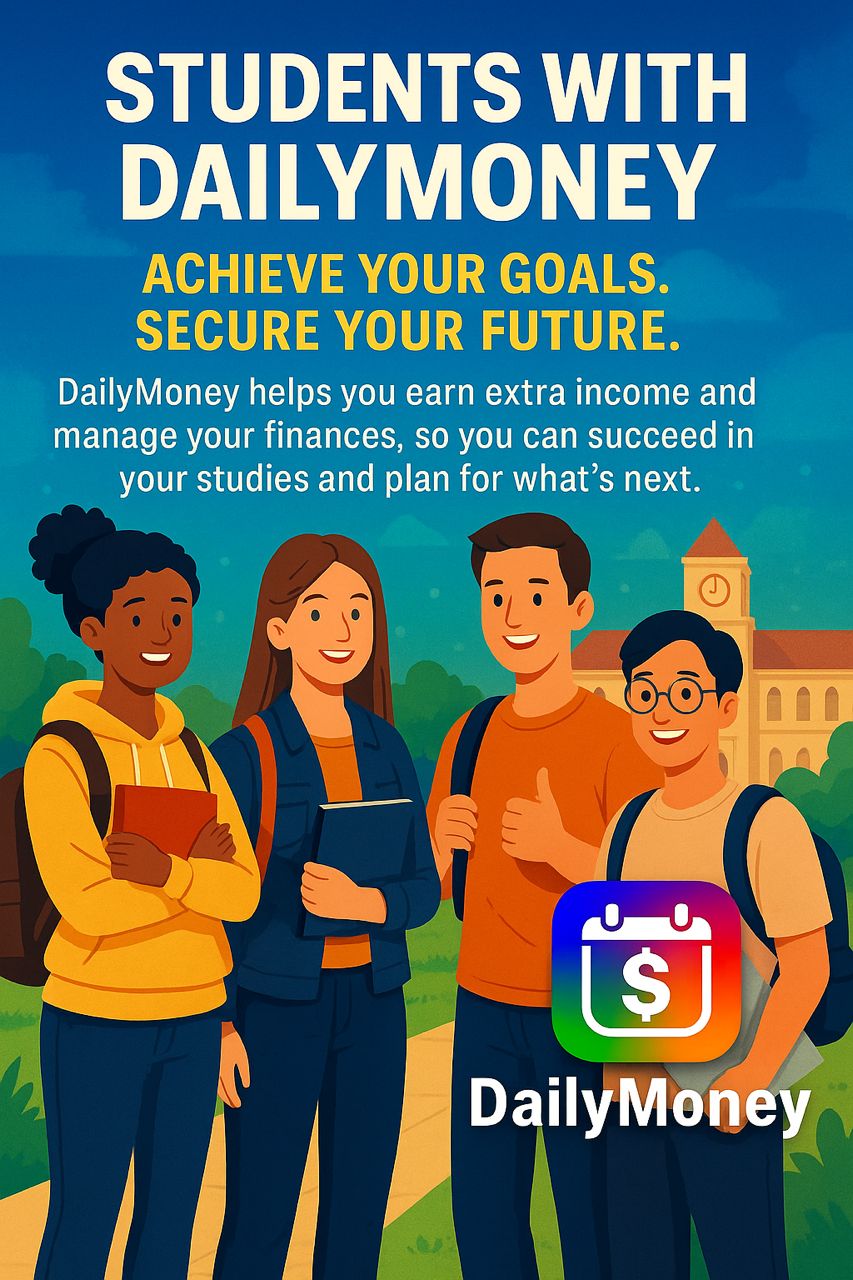 STUDENTS WITH
DAILYMONEY
ACHIEVE YOUR GOALS.
SECURE YOUR FUTURE.
DailyMoney helps you earn extra income and
manage your finances, so you can succeed in
your studies and plan for what’s next.
$
DailyMoney